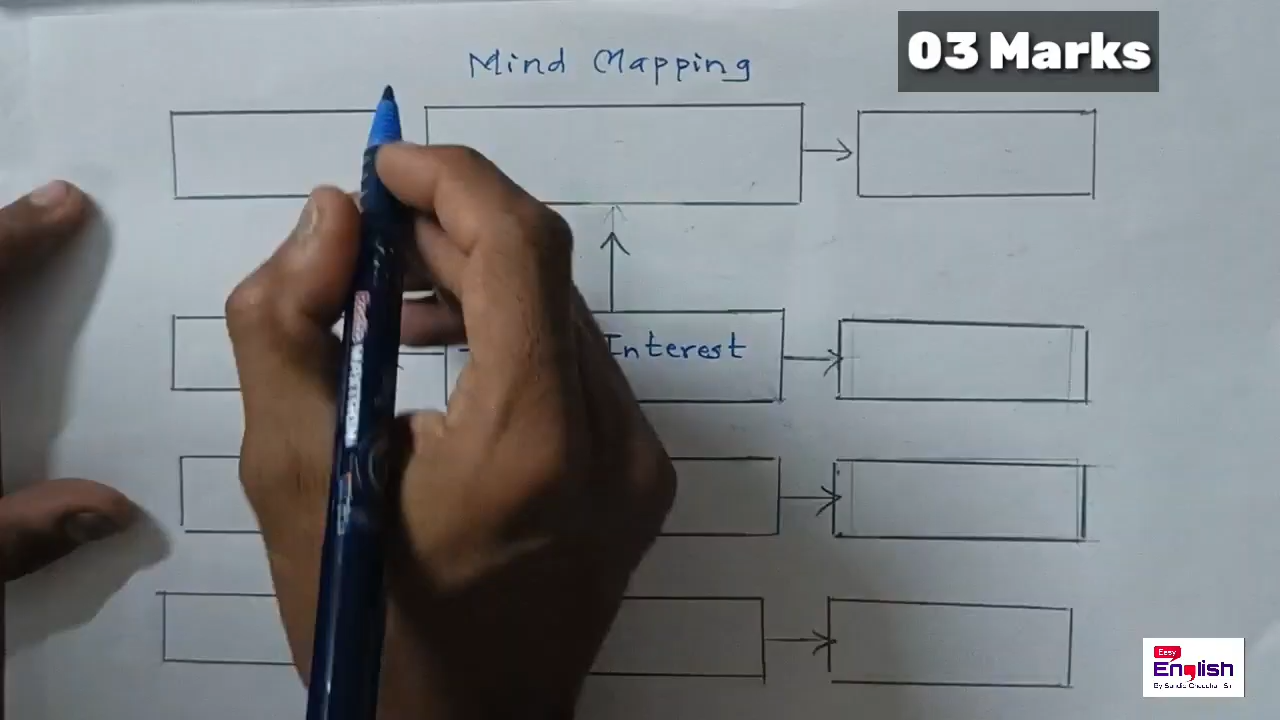 03 Marks
Mind Mapping
Interest
Easy
English